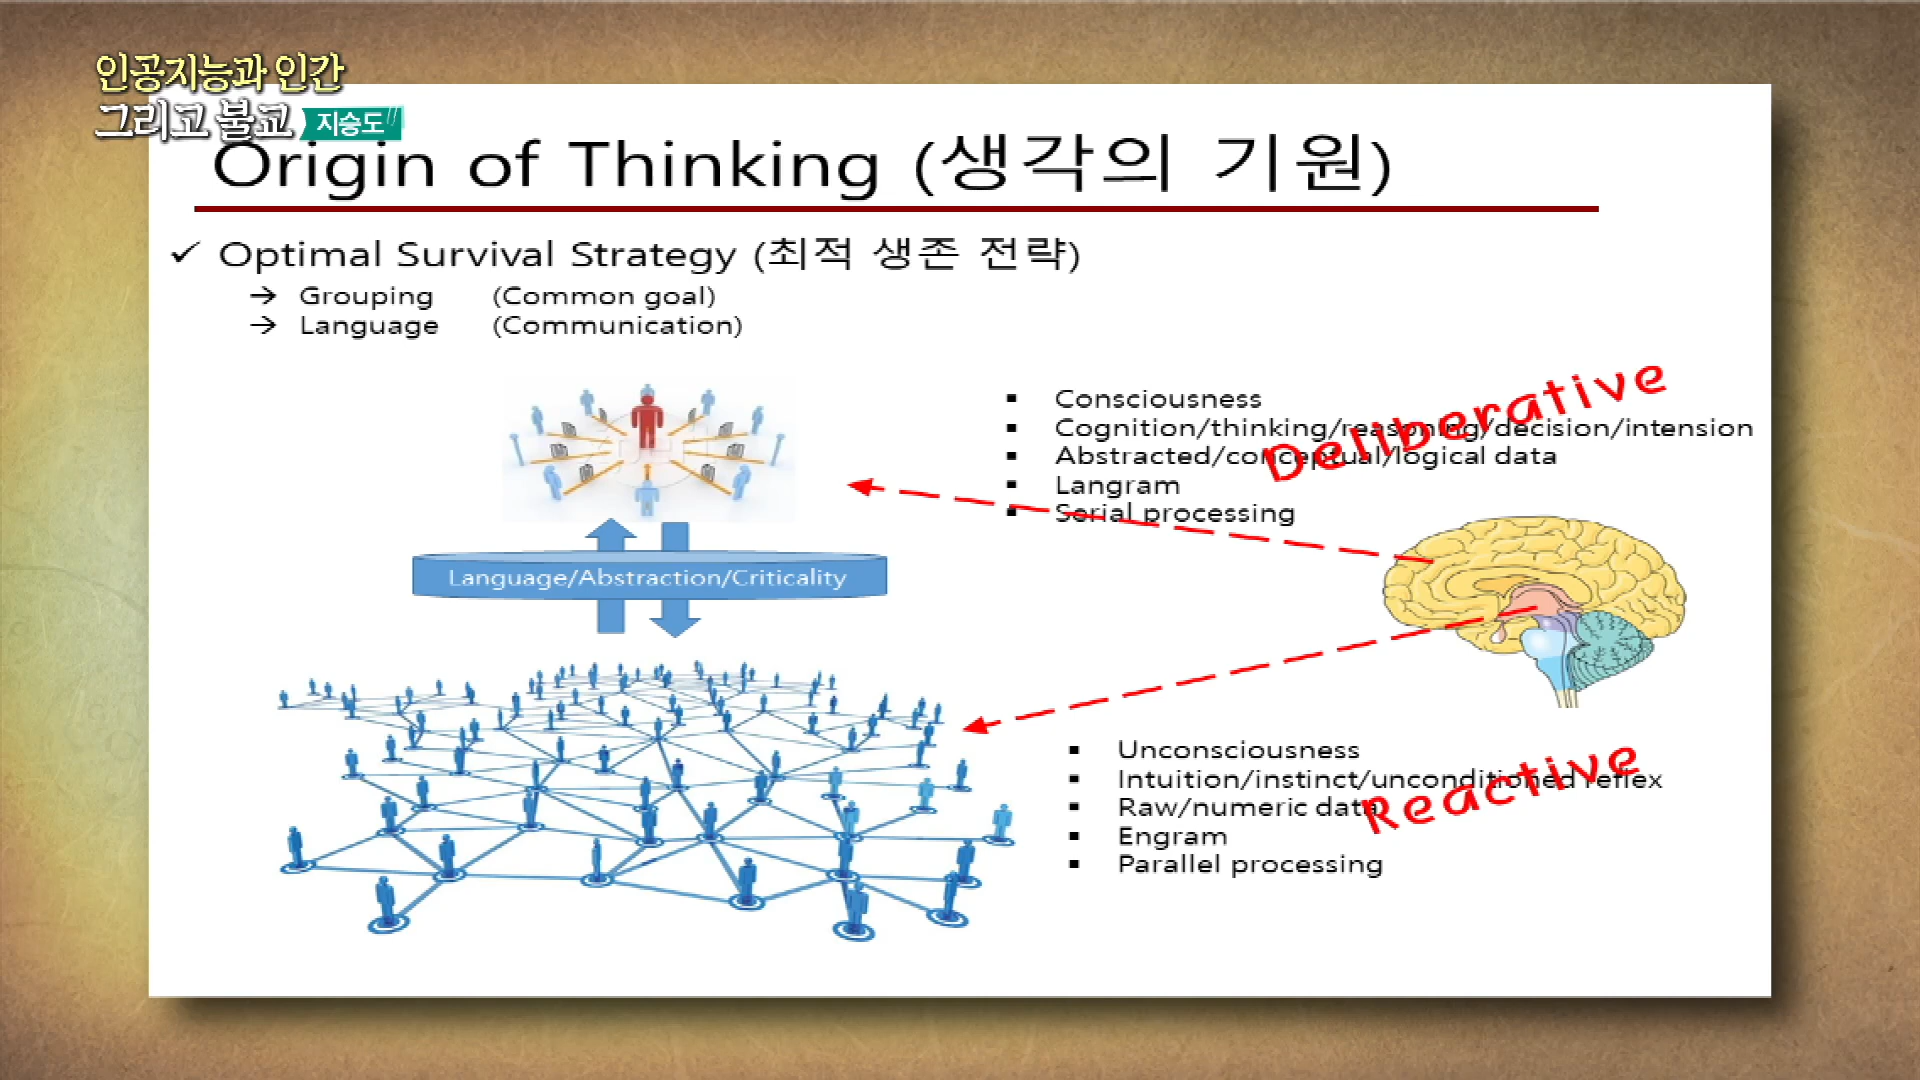 인공지능과 인간
그리고 불교 지승도
Origin of Thinking (생각의 기원)
✓ Optimal Survival Strategy (최적 생존 전략)
→ Grouping (Common goal)
→ Language (Communication)
▪ Consciousness
▪ Cognition/thinking/reasoning/decision/intension
▪ Abstracted/conceptual/logical data
▪ Langram
▪ Serial processing
Deliberative
Language/Abstraction/Criticality
▪ Unconsciousness
▪ Intuition/instinct/unconditioned reflex
▪ Raw/numeric data
▪ Engram
▪ Parallel processing
Reactive